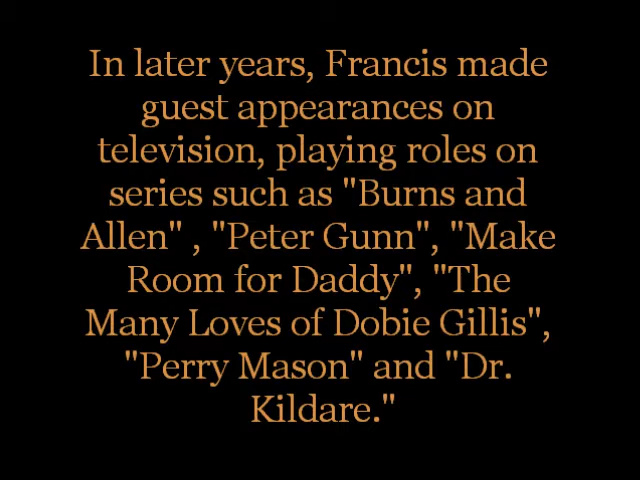 In later years, Francis made
guest appearances on
television, playing roles on
series such as "Burns and
Allen" , "Peter Gunn", "Make
Room for Daddy", "The
Many Loves of Dobie Gillis",
"Perry Mason" and "Dr.
Kildare."